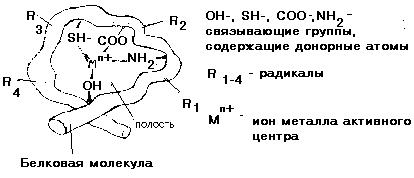 R
3
R
2
SH-
COO-
M
n+
NH2
OH
R
4
R1
полость
Белковая молекула
OH-, SH-, COO-,NH2-
связывающие группы,
содержащие донорные атомы
R 1-4 - радикалы
M n+ - ион металла активного
центра